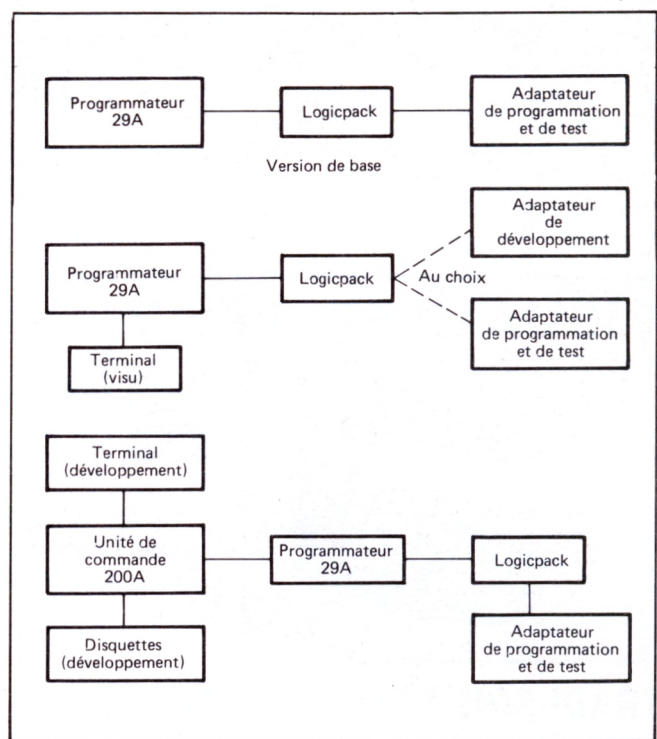 Programmateur
29A
Logicpack
Adaptateur
de programmation
et de test
Version de base
Programmateur
29A
Logicpack
Au choix
Adaptateur
de
développement
Adaptateur
de programmation
et de test
Terminal
(visu)
Terminal
(développement)
Unité de
commande
200A
Programmateur
29A
Logicpack
Disquettes
(développement)
Adaptateur
de programmation
et de test